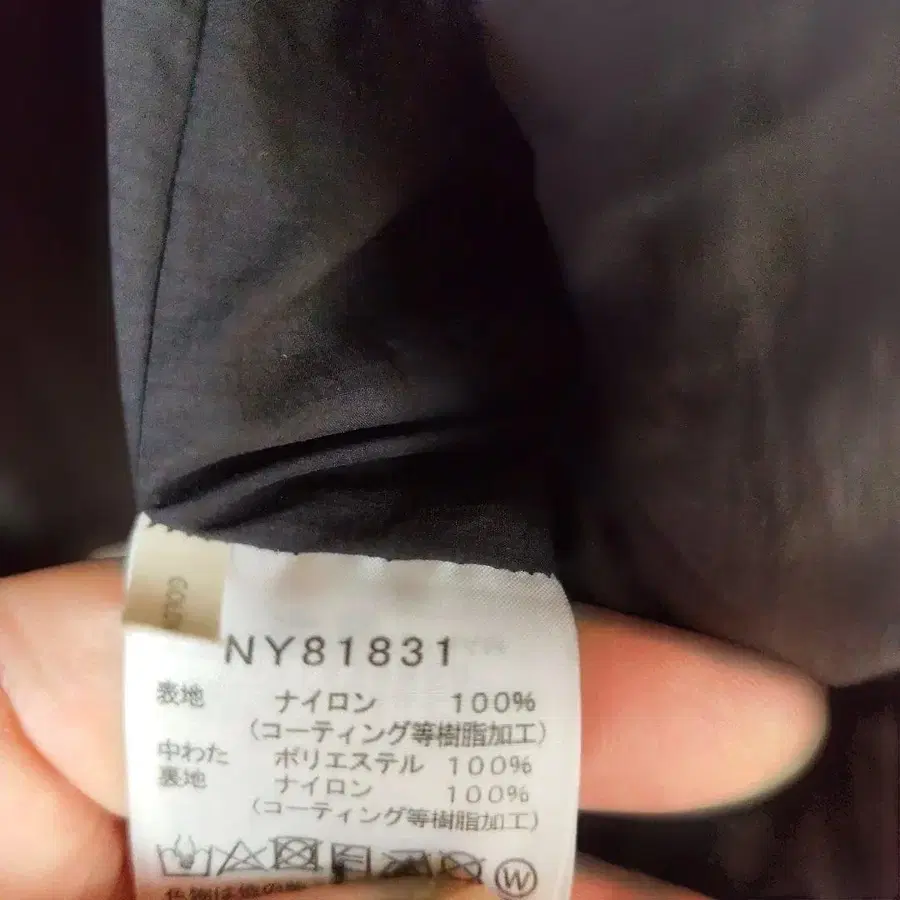 NY81831
表地 ナイロン 100%
(コーティング等樹脂加工)
中わた ポリエステル 100%
裏地 ナイロン 100%
(コーティング等樹脂加工)
W